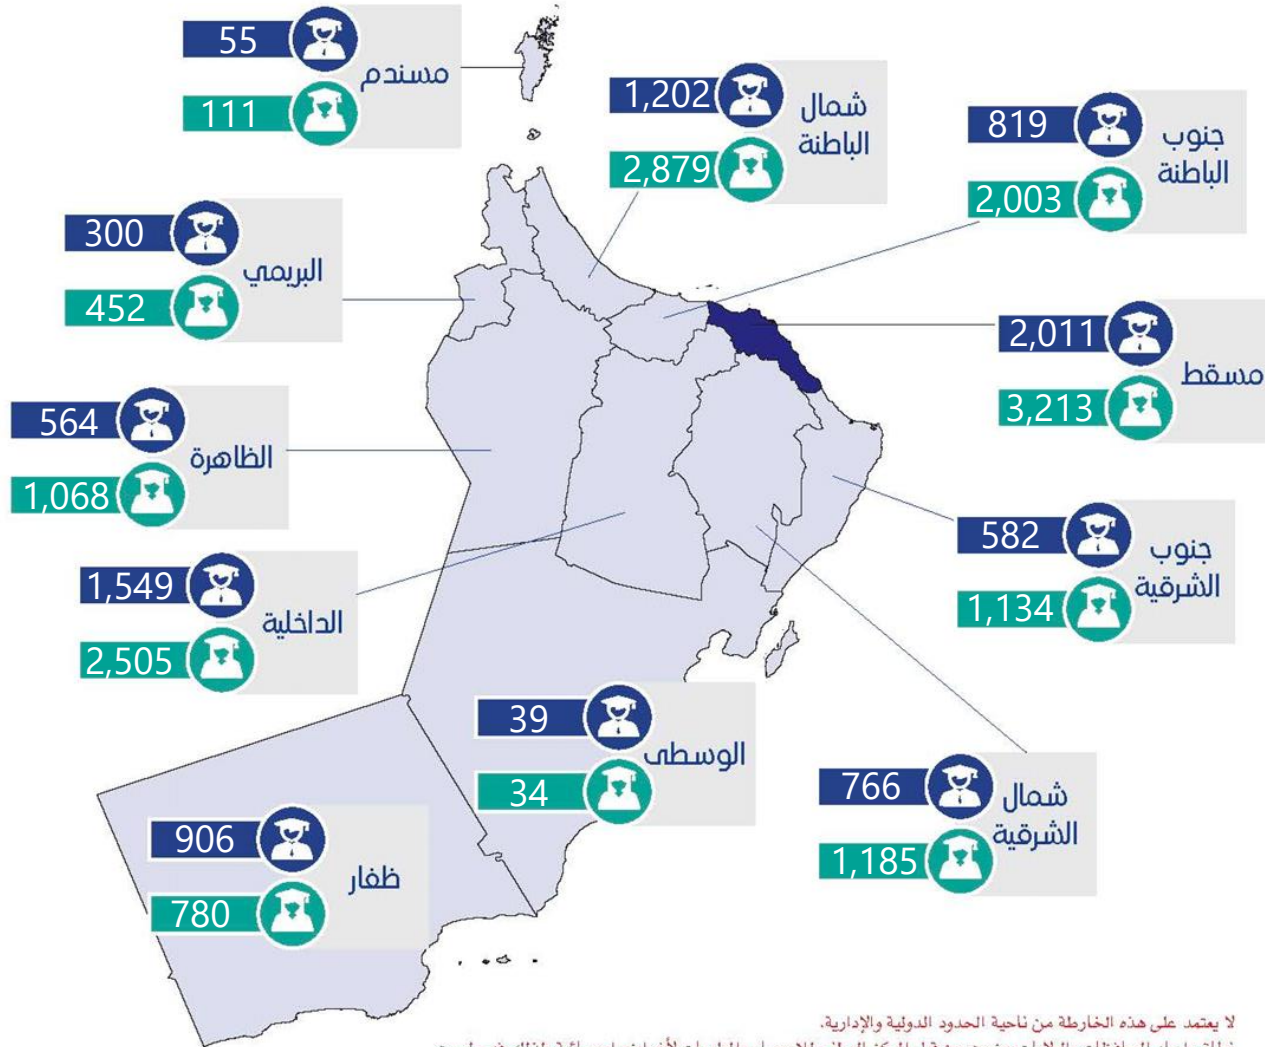 55
مسندم
111
1,202
شمال
الباطنة
2,879
819
جنوب
الباطنة
2,003
300
البريمي
452
2,011
مسقط
3,213
564
الظاهرة
1,068
582
جنوب
الشرقية
1,134
1,549
الداخلية
2,505
39
الوسطى
34
766
شمال
الشرقية
1,185
906
ظفار
780
لا يعتمد على هذه الخارطة من ناحية الحدود الدولية والإدارية.